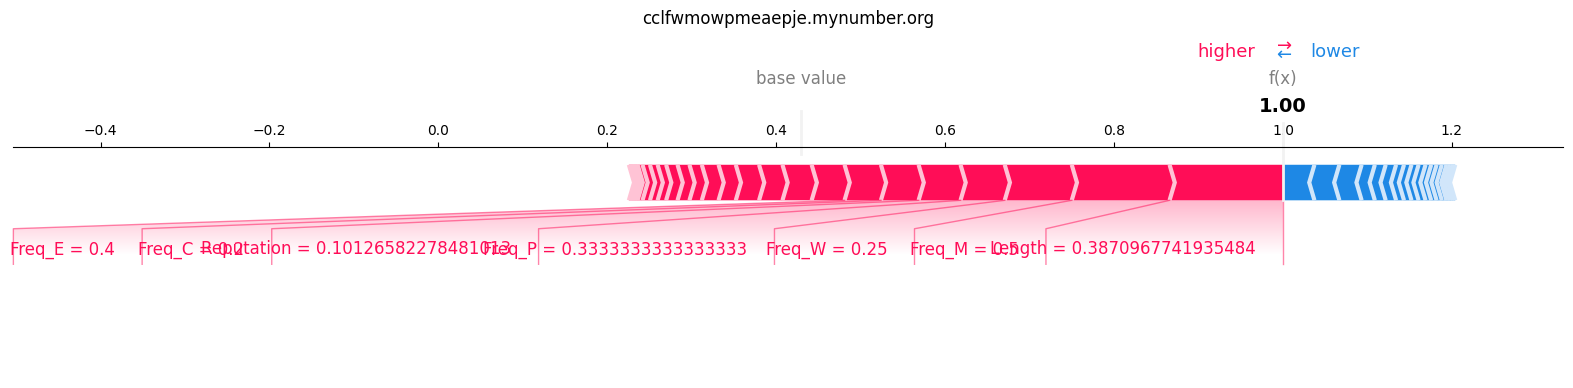 cclfwmowpmeaepje.mynumber.org
higher ⇄ lower
base value f(x)
1.00
−0.4 −0.2 0.0 0.2 0.4 0.6 0.8 1.0 1.2
Freq_E = 0.4 Freq_C = 0.2 Reputation = 0.10126582278481013 Freq_P = 0.3333333333333333 Freq_W = 0.25 Freq_M = 0.5 Length = 0.3870967741935484